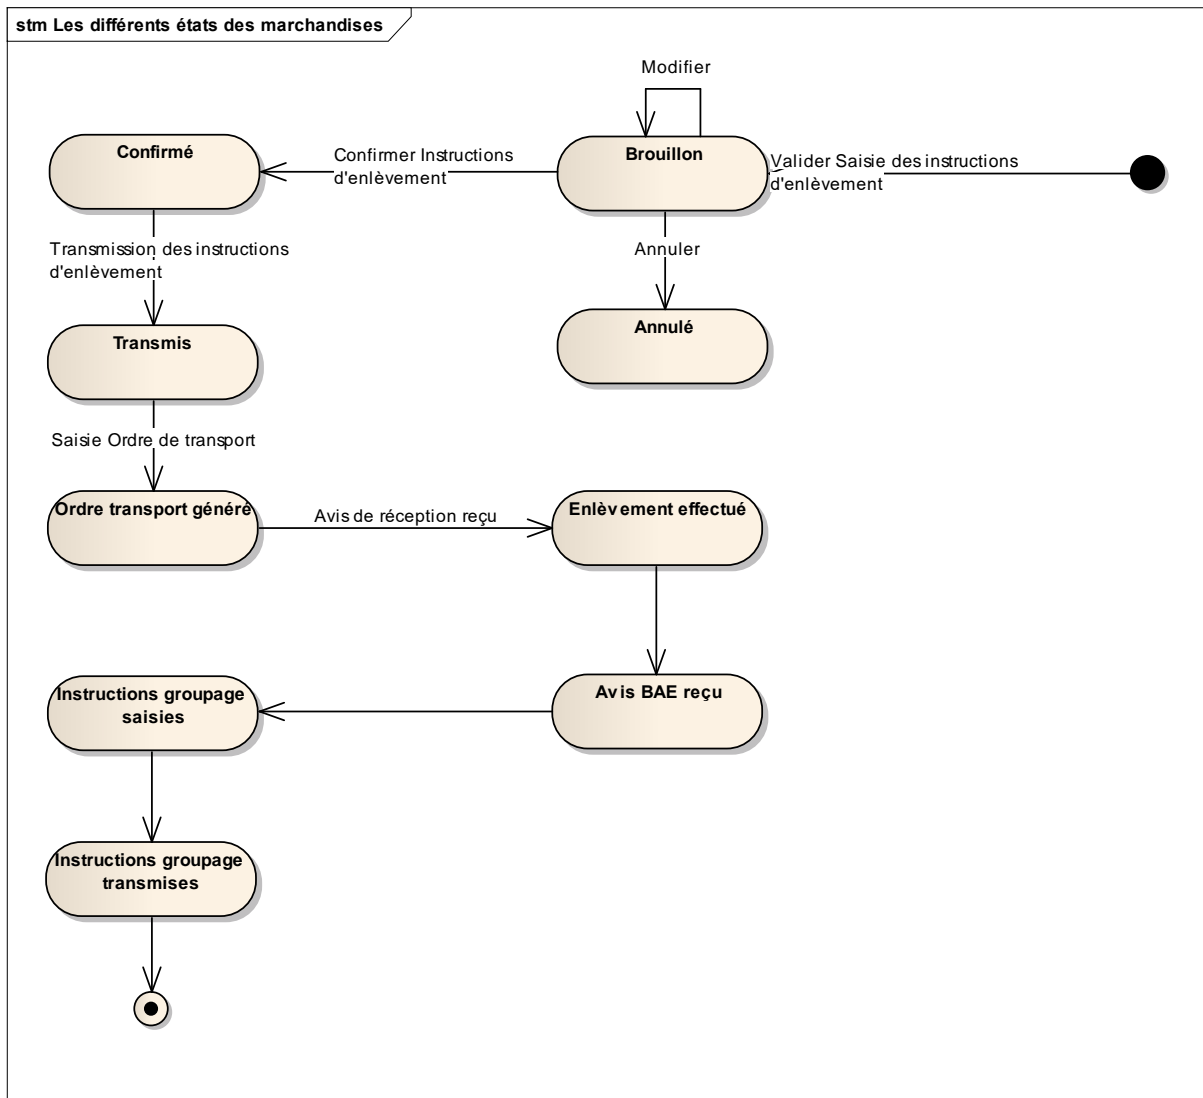 stm Les différents états des marchandises
Modifier
Confirmé
Confirmer Instructions
d'enlèvement
Brouillon
Valider Saisie des instructions
d'enlèvement
Transmission des instructions
d'enlèvement
Annuler
Transmis
Annulé
Saisie Ordre de transport
Ordre transport généré
Avis de réception reçu
Enlèvement effectué
Instructions groupage
saisies
Avis BAE reçu
Instructions groupage
transmises